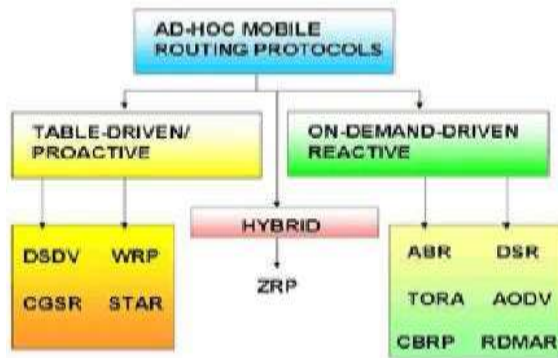 AD-HOC MOBILE
ROUTING PROTOCOLS
TABLE-DRIVEN/
PROACTIVE
ON-DEMAND-DRIVEN
REACTIVE
HYBRID
DSDV WRP
CGSR STAR
ZRP
ABR DSR
TORA AODV
CBRP RDMAR